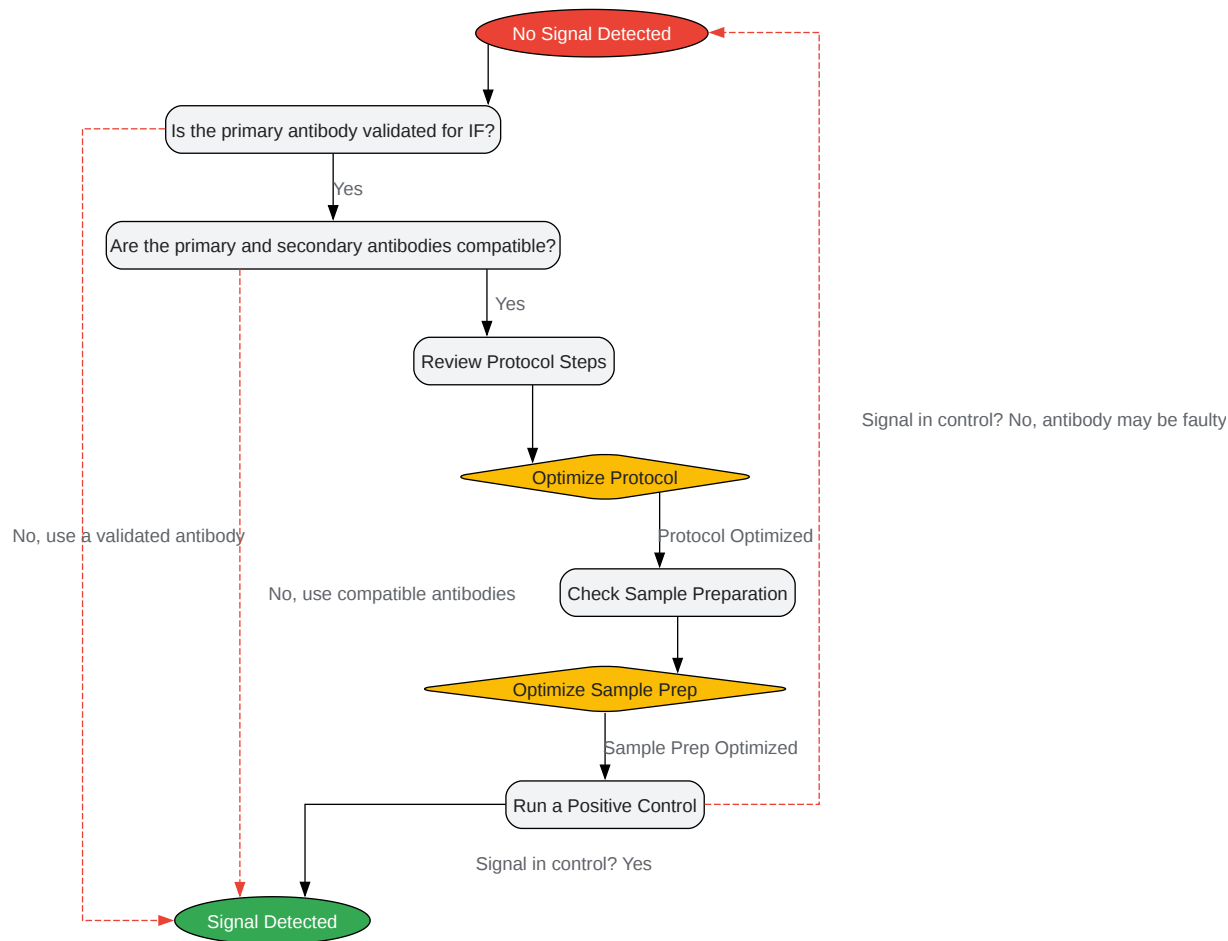 No Signal Detected
Is the primary antibody validated for IF?
Yes
Are the primary and secondary antibodies compatible?
Yes
Review Protocol Steps
Signal in control? No, antibody may be faulty
Optimize Protocol
No, use a validated antibody
Protocol Optimized
No, use compatible antibodies
Check Sample Preparation
Optimize Sample Prep
Sample Prep Optimized
Run a Positive Control
Signal in control? Yes
Signal Detected